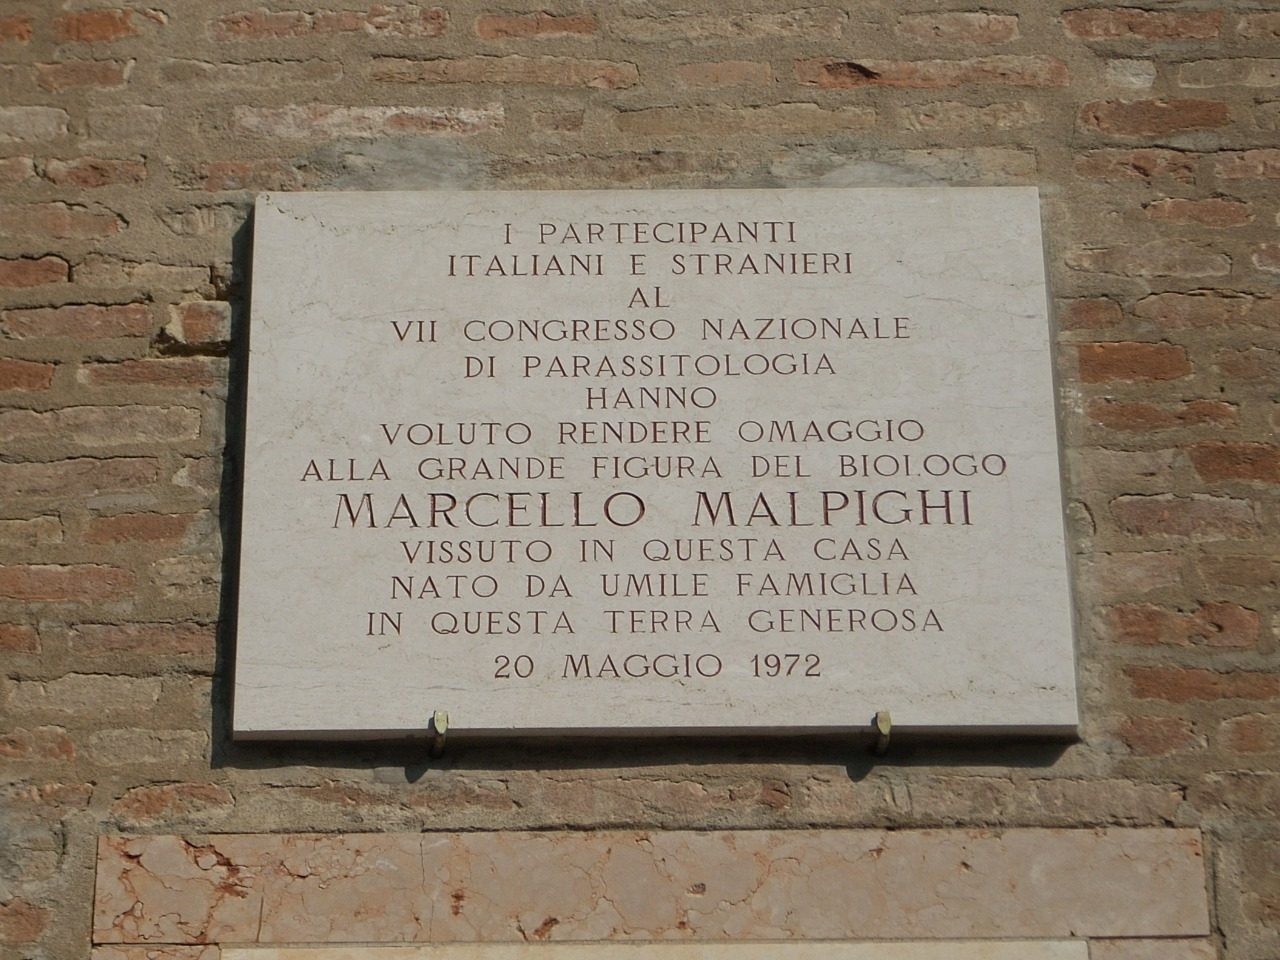 I PARTECIPANTI
ITALIANI E STRANIERI
AL
VII CONGRESSO NAZIONALE
DI PARASSITOLOGIA
HANNO
VOLUTO RENDERE OMAGGIO
ALLA GRANDE FIGURA DEL BIOLOGO
MARCELLO MALPIGHI
VISSUTO IN QUESTA CASA
NATO DA UMILE FAMIGLIA
IN QUESTA TERRA GENEROSA
20 MAGGIO 1972